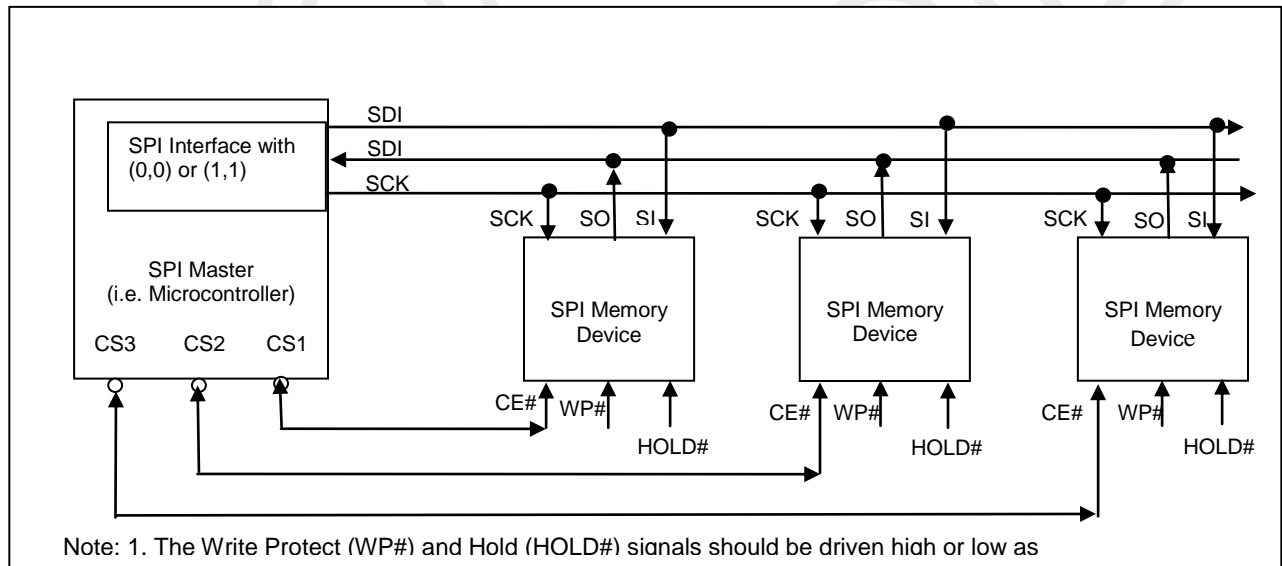 SDI
SPI Interface with
(0,0) or (1,1)
SDI
SCK
SCK SO SI
SCK SO SI
SCK SO SI
SPI Master
(i.e. Microcontroller)
SPI Memory
Device
SPI Memory
Device
SPI Memory
Device
CS3 CS2 CS1
CE# WP#
HOLD#
CE# WP#
HOLD#
CE# WP#
HOLD#
Note: 1. The Write Protect (WP#) and Hold (HOLD#) signals should be driven high or low as